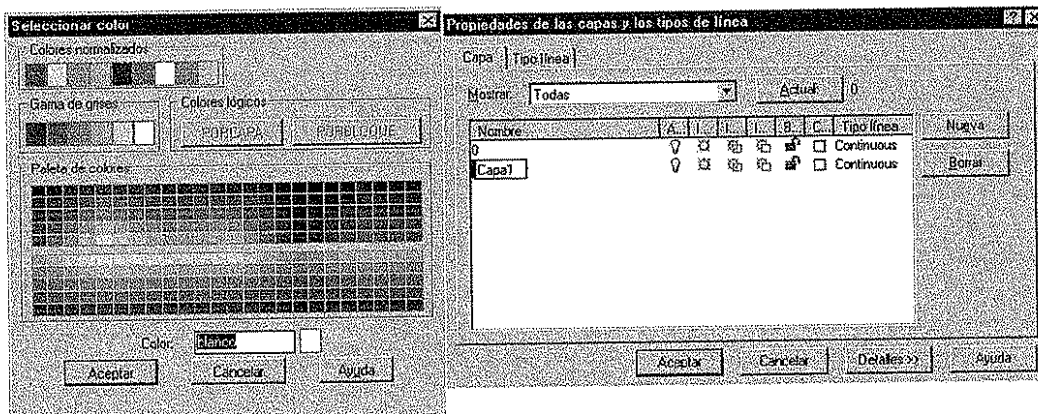 Seleccionar color
Colores normalizados
Gama de grises
Colores lógicos
PORCAPA
PORBLOQUE
Paleta de colores
Color:
blanco
Aceptar
Cancelar
Ayuda
Propiedades de las capas y los tipos de línea
Capa
Tipo línea
Mostrar:
Todas
Actual:
0
Nombre A.. I... I... I... B... C... Tipo línea
0 Continuous
Capa1 Continuous
Nueva
Borrar
Aceptar
Cancelar
Detalles >>
Ayuda